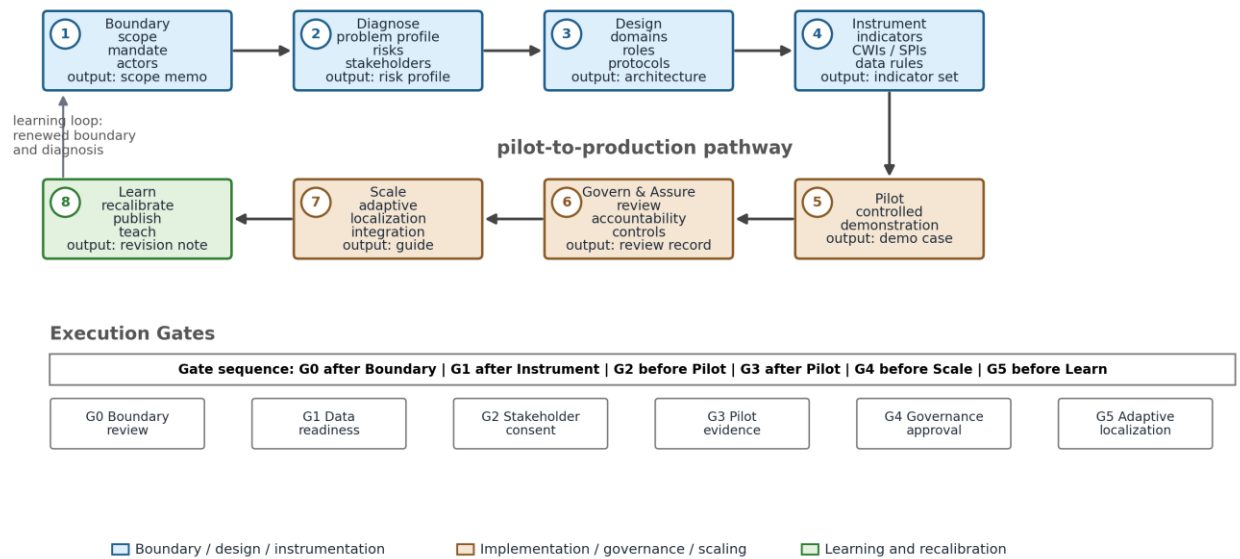 1
Boundary
scope
mandate
actors
output: scope memo
2
Diagnose
problem profile
risks
stakeholders
output: risk profile
3
Design
domains
roles
protocols
output: architecture
4
Instrument
indicators
CWIs / SPIs
data rules
output: indicator set
learning loop:
renewed boundary
and diagnosis
pilot-to-production pathway
8
Learn
recalibrate
publish
teach
output: revision note
7
Scale
adaptive
localization
integration
output: guide
6
Govern & Assure
review
accountability
controls
output: review record
5
Pilot
controlled
demonstration
output: demo case
Execution Gates
Gate sequence: G0 after Boundary | G1 after Instrument | G2 before Pilot | G3 after Pilot | G4 before Scale | G5 before Learn
G0 Boundary
review
G1 Data
readiness
G2 Stakeholder
consent
G3 Pilot
evidence
G4 Governance
approval
G5 Adaptive
localization
Boundary / design / instrumentation
Implementation / governance / scaling
Learning and recalibration